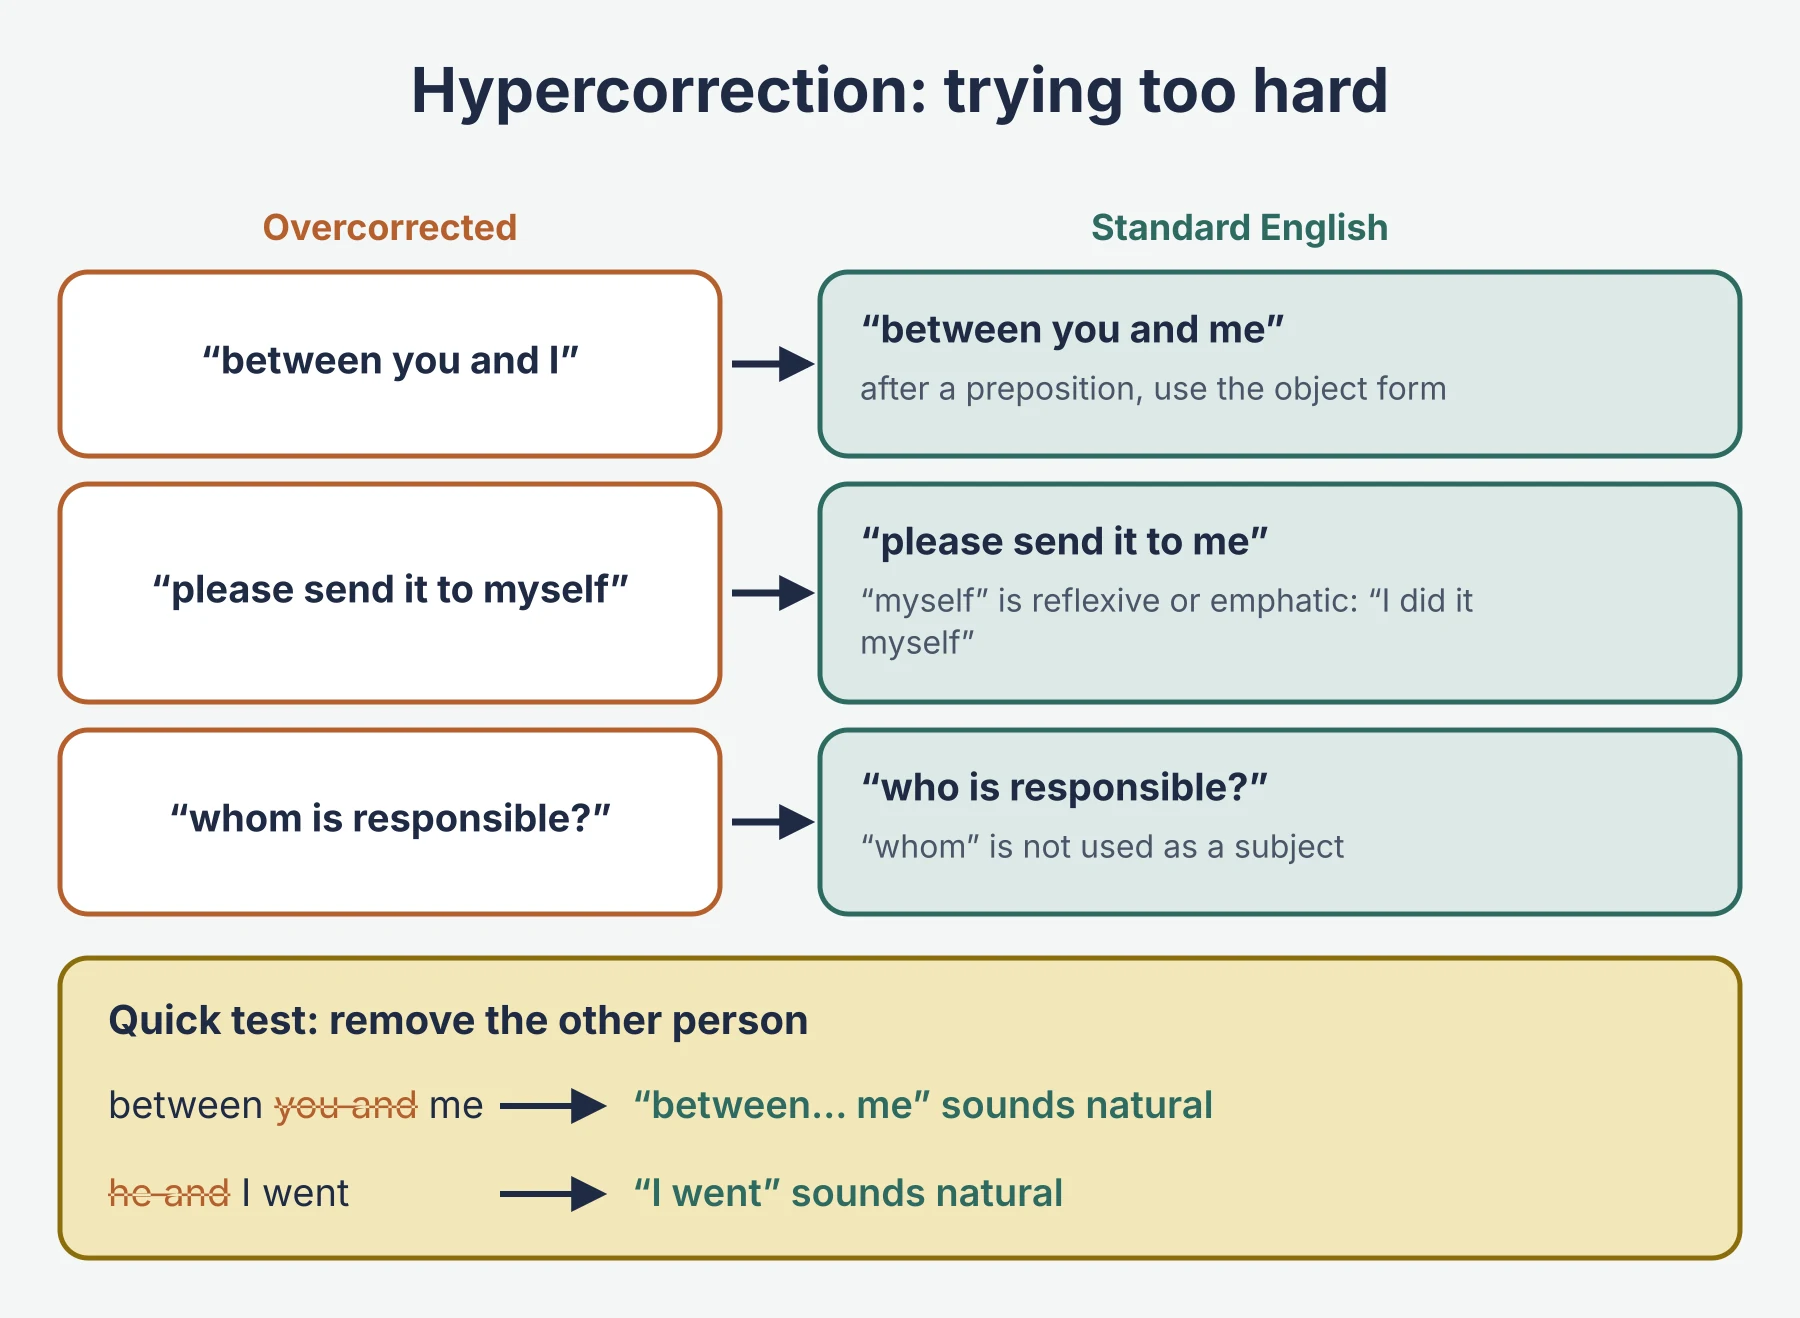 Hypercorrection: trying too hard
Overcorrected
Standard English
“between you and I”
“between you and me”
after a preposition, use the object form
“please send it to myself”
“please send it to me”
“myself” is reflexive or emphatic: “I did it
myself”
“whom is responsible?”
“who is responsible?”
“whom” is not used as a subject
Quick test: remove the other person
between you and me
“between... me” sounds natural
he and I went
“I went” sounds natural